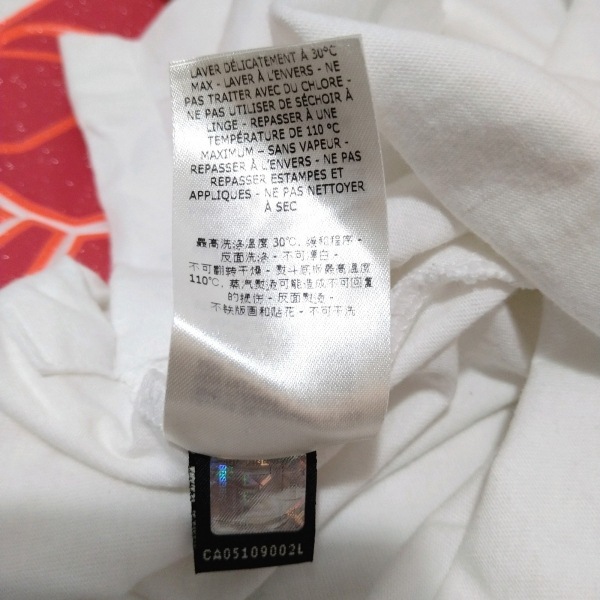 LAVER DÉLICATEMENT À 30°C
MAX - LAVER À L'ENVERS - NE
PAS TRAITER AVEC DU CHLORE -
NE PAS UTILISER DE SÉCHOIR À
LINGE - REPASSER À UNE
TEMPÉRATURE DE 110 °C
MAXIMUM – SANS VAPEUR -
REPASSER À L'ENVERS - NE PAS
REPASSER ESTAMPES ET
APPLIQUES - NE PAS NETTOYER
À SEC
最高洗涤温度 30℃, 缓和程序 -
反面洗涤 - 不可漂白 -
不可翻转干燥 - 熨斗底板最高温度
110℃, 蒸汽熨烫可能造成不可回复
的损伤 - 反面熨烫 -
不熨版画和贴花 - 不可干洗
CA05109002L